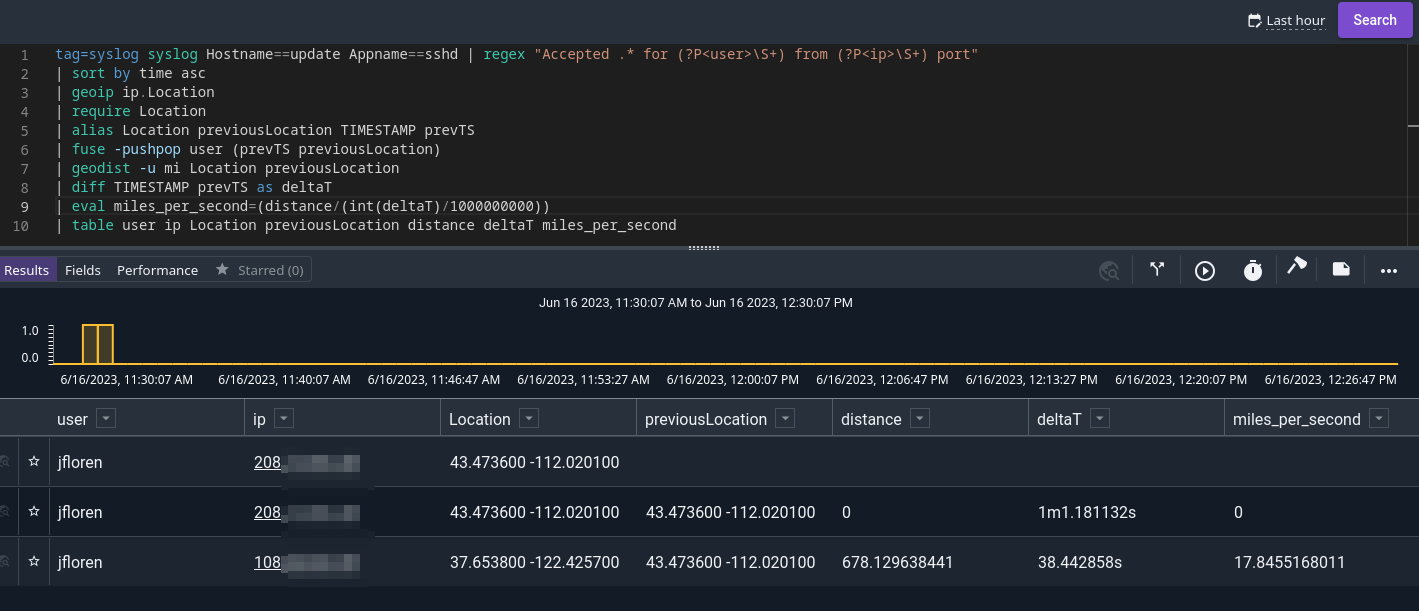 Last hour Search
1 tag=syslog syslog Hostname==update Appname==sshd | regex "Accepted .* for (?P<user>\S+) from (?P<ip>\S+) port"
2 | sort by time asc
3 | geoip ip.Location
4 | require Location
5 | alias Location previousLocation TIMESTAMP prevTS
6 | fuse -pushpop user (prevTS previousLocation)
7 | geodist -u mi Location previousLocation
8 | diff TIMESTAMP prevTS as deltaT
9 | eval miles_per_second=(distance/(int(deltaT)/1000000000))
10 | table user ip Location previousLocation distance deltaT miles_per_second
Results Fields Performance Starred (0)
Jun 16 2023, 11:30:07 AM to Jun 16 2023, 12:30:07 PM
1.0
0.0
6/16/2023, 11:30:07 AM 6/16/2023, 11:40:07 AM 6/16/2023, 11:46:47 AM 6/16/2023, 11:53:27 AM 6/16/2023, 12:00:07 PM 6/16/2023, 12:06:47 PM 6/16/2023, 12:13:27 PM 6/16/2023, 12:20:07 PM 6/16/2023, 12:26:47 PM
user ip Location previousLocation distance deltaT miles_per_second
jfloren 208. 43.473600 -112.020100
jfloren 208. 43.473600 -112.020100 43.473600 -112.020100 0 1m1.181132s 0
jfloren 108. 37.653800 -122.425700 43.473600 -112.020100 678.129638441 38.442858s 17.8455168011